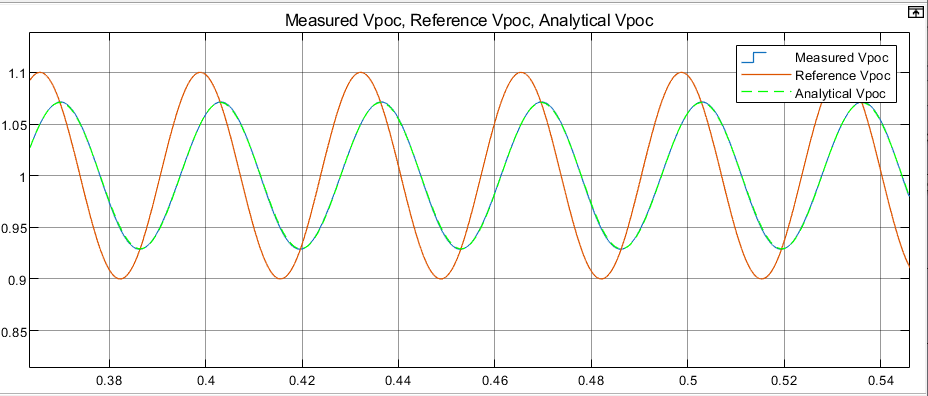 Measured Vpoc, Reference Vpoc, Analytical Vpoc
Measured Vpoc
Reference Vpoc
Analytical Vpoc
1.1
1.05
1
0.95
0.9
0.85
0.38 0.4 0.42 0.44 0.46 0.48 0.5 0.52 0.54